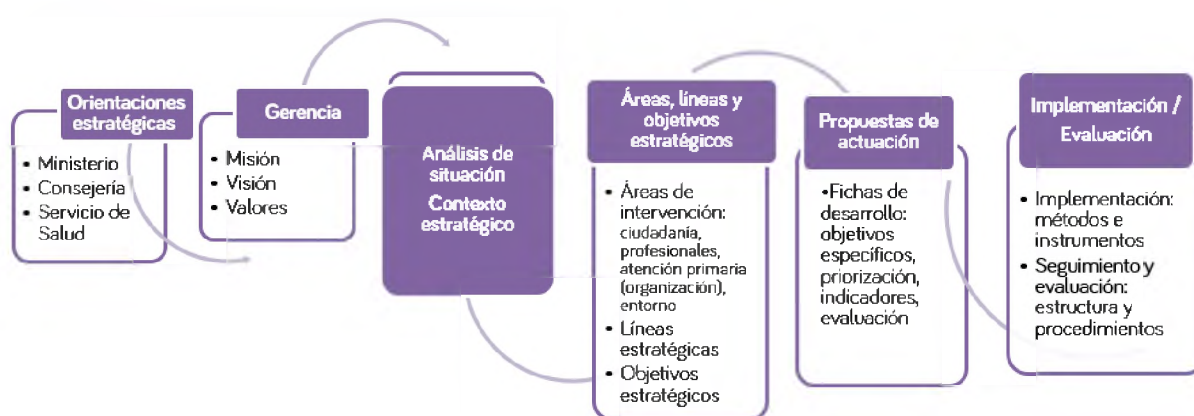 Orientaciones
estratégicas
• Ministerio
• Consejería
• Servicio de
Salud
Gerencia
• Misión
• Visión
• Valores
Análisis de
situación
Contexto
estratégico
Áreas, líneas y
objetivos
estratégicos
• Áreas de
intervención:
ciudadanía,
profesionales,
atención primaria
(organización),
entorno
• Líneas
estratégicas
• Objetivos
estratégicos
Propuestas de
actuación
•Fichas de
desarrollo:
objetivos
específicos,
priorización,
indicadores,
evaluación
Implementación /
Evaluación
• Implementación:
métodos e
instrumentos
• Seguimiento y
evaluación:
estructura y
procedimientos